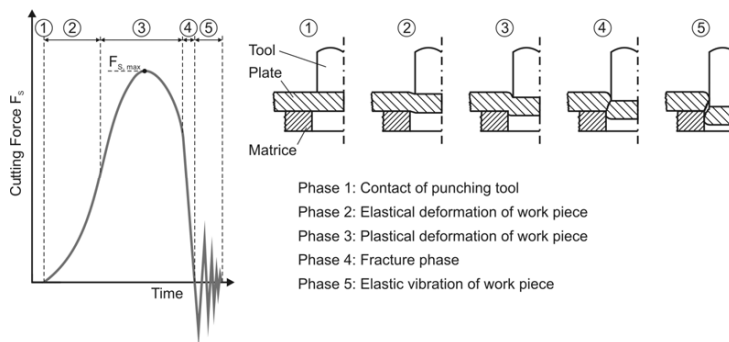 ① ② ③ ④ ⑤
F_S, max
Cutting Force F_S
Time
① ② ③ ④ ⑤
Tool
Plate
Matrice
Phase 1: Contact of punching tool
Phase 2: Elastical deformation of work piece
Phase 3: Plastical deformation of work piece
Phase 4: Fracture phase
Phase 5: Elastic vibration of work piece